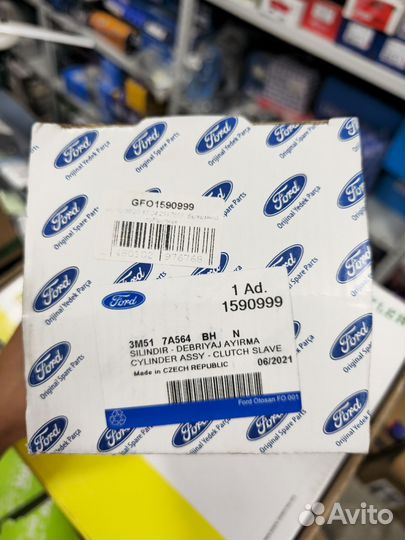 Ford
Orijinal Yedek Parça
Original Spare Parts
GFO1590999
Ford
1 Ad.
1590999
3M51 7A564 BH N
SILINDIR - DEBRIYAJ AYIRMA
CYLINDER ASSY - CLUTCH SLAVE
Made in CZECH REPUBLIC 06/2021
Ford Otosan FO 001
Avito